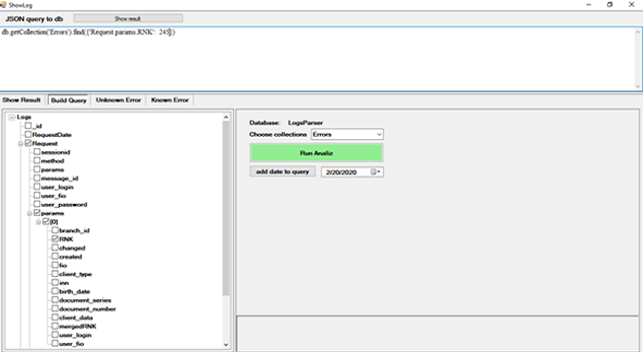 ShowLog
JSON query to db
Show result
db.getCollection('Errors').find({"Request.params.RNK": 245})
Show Result
Build Query
Unknown Error
Known Error
Logs
_id
RequestDate
Request
sessionid
method
params
message_id
user_login
user_fio
user_password
params
[0]
branch_id
RNK
changed
created
fio
client_type
inn
birth_date
document_series
document_number
client_data
mergedRNK
user_login
user_fio
Database: LogsParser
Choose collections Errors
Run Analiz
add date to query 2/20/2020